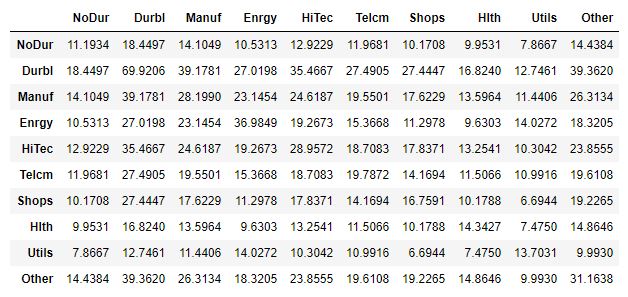 NoDur Durbl Manuf Enrgy HiTec Telcm Shops Hlth Utils Other
NoDur 11.1934 18.4497 14.1049 10.5313 12.9229 11.9681 10.1708 9.9531 7.8667 14.4384
Durbl 18.4497 69.9206 39.1781 27.0198 35.4667 27.4905 27.4447 16.8240 12.7461 39.3620
Manuf 14.1049 39.1781 28.1990 23.1454 24.6187 19.5501 17.6229 13.5964 11.4406 26.3134
Enrgy 10.5313 27.0198 23.1454 36.9849 19.2673 15.3668 11.2978 9.6303 14.0272 18.3205
HiTec 12.9229 35.4667 24.6187 19.2673 28.9572 18.7083 17.8371 13.2541 10.3042 23.8555
Telcm 11.9681 27.4905 19.5501 15.3668 18.7083 19.7872 14.1694 11.5066 10.9916 19.6108
Shops 10.1708 27.4447 17.6229 11.2978 17.8371 14.1694 16.7591 10.1788 6.6944 19.2265
Hlth 9.9531 16.8240 13.5964 9.6303 13.2541 11.5066 10.1788 14.3427 7.4750 14.8646
Utils 7.8667 12.7461 11.4406 14.0272 10.3042 10.9916 6.6944 7.4750 13.7031 9.9930
Other 14.4384 39.3620 26.3134 18.3205 23.8555 19.6108 19.2265 14.8646 9.9930 31.1638